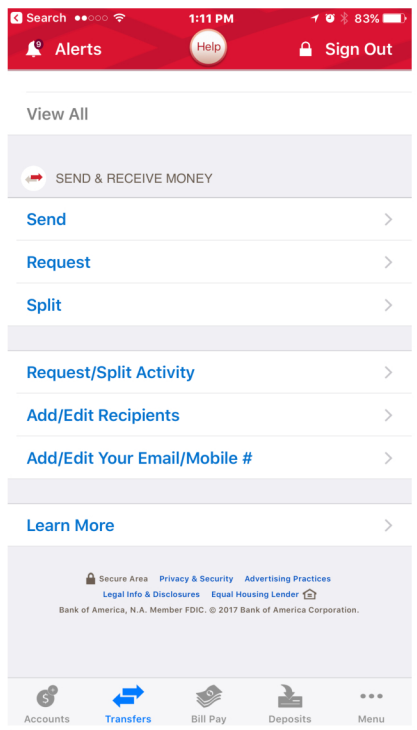 Search 1:11 PM 83%
9
Alerts Help Sign Out
View All
SEND & RECEIVE MONEY
Send
Request
Split
Request/Split Activity
Add/Edit Recipients
Add/Edit Your Email/Mobile #
Learn More
Secure Area Privacy & Security Advertising Practices
Legal Info & Disclosures Equal Housing Lender
Bank of America, N.A. Member FDIC. © 2017 Bank of America Corporation.
Accounts Transfers Bill Pay Deposits Menu